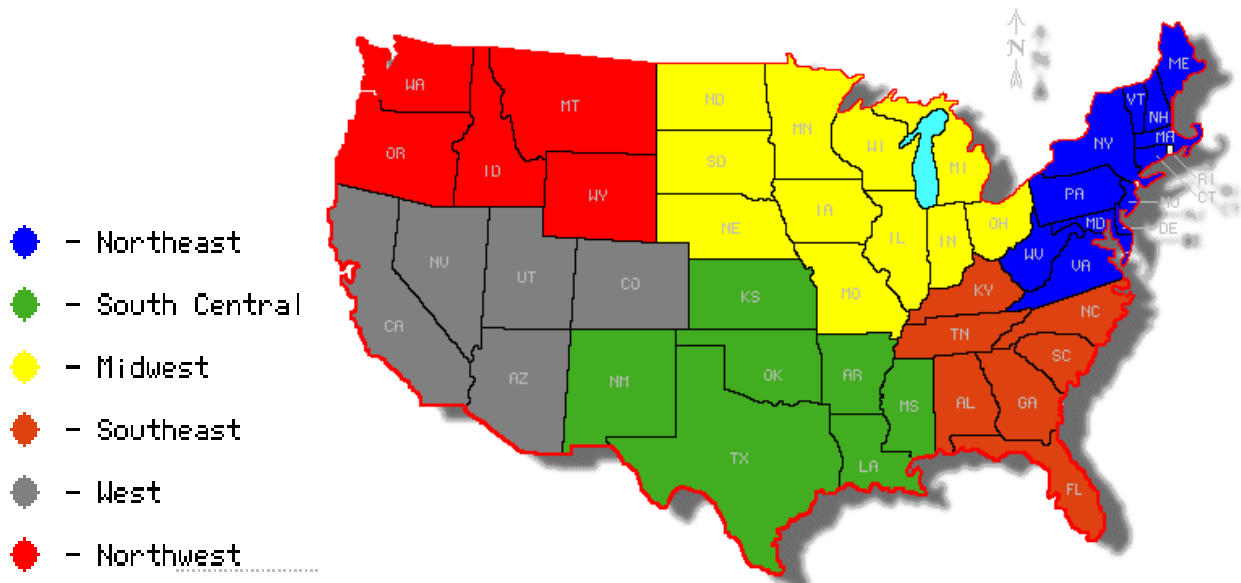 N
ME
WA
VT
NH
MT
ND
MN
MA
NY
OR
WI
SD
MI
ID
RI
PA
WY
CT
NJ
IA
OH
MD
NE
IL
IN
DE
- Northeast
WV
NV
VA
UT
CO
KY
MO
KS
- South Central
NC
CA
TN
SC
- Midwest
AZ
NM
OK
AR
GA
AL
MS
- Southeast
TX
LA
FL
- West
- Northwest